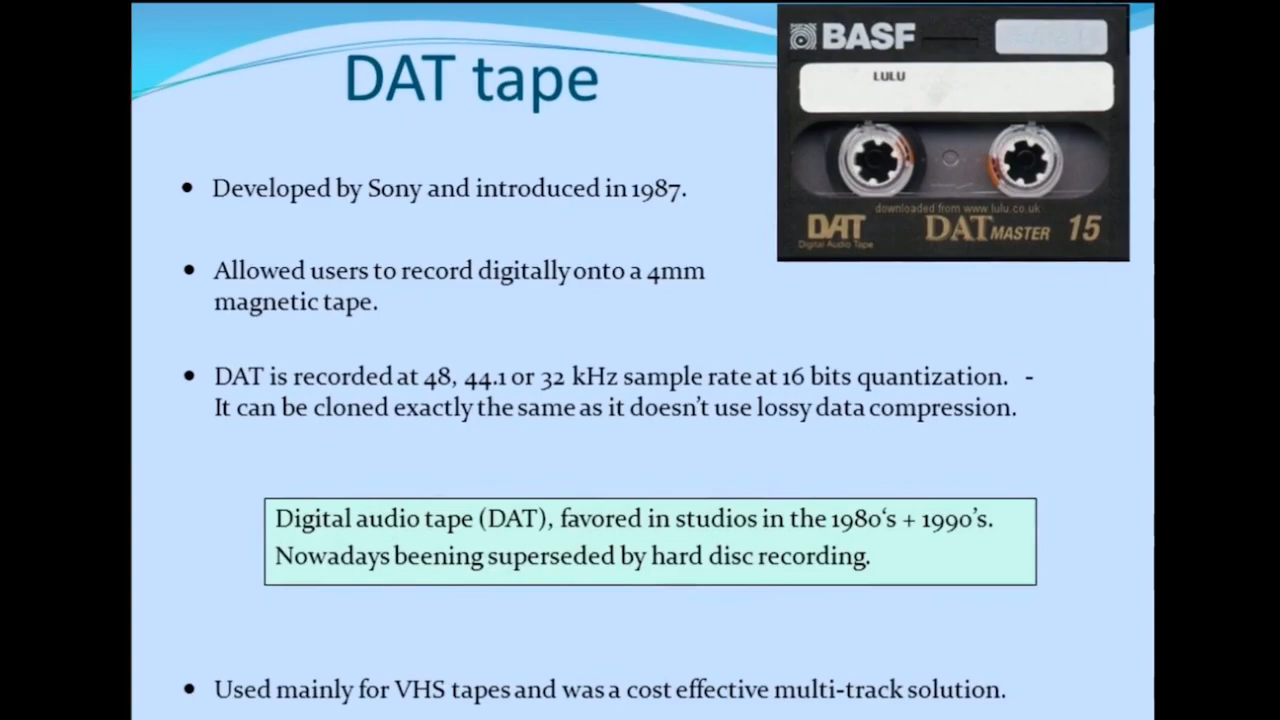 DAT tape
BASF
LULU
downloaded from www.lulu.co.uk
DAT
Digital Audio Tape
DAT MASTER 15
• Developed by Sony and introduced in 1987.
• Allowed users to record digitally onto a 4mm
magnetic tape.
• DAT is recorded at 48, 44.1 or 32 kHz sample rate at 16 bits quantization. -
It can be cloned exactly the same as it doesn't use lossy data compression.
Digital audio tape (DAT), favored in studios in the 1980‘s + 1990’s.
Nowadays beening superseded by hard disc recording.
• Used mainly for VHS tapes and was a cost effective multi-track solution.